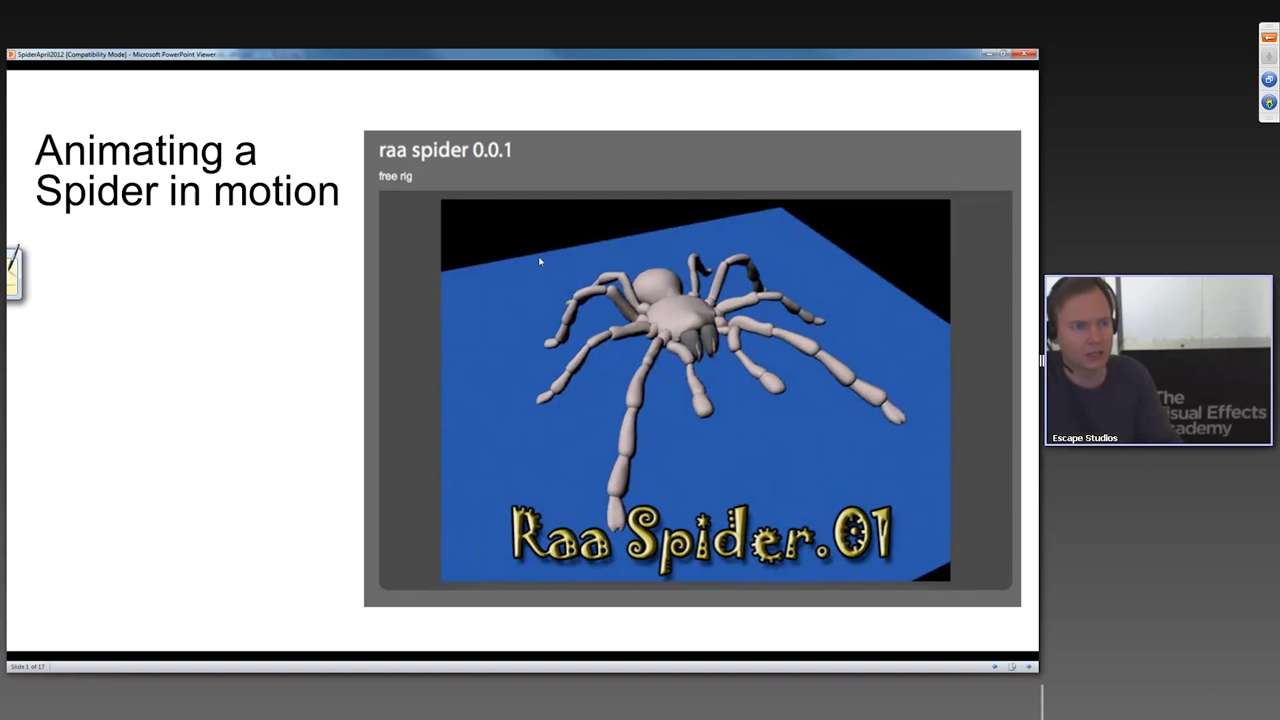 SpiderApril2012 [Compatibility Mode] - Microsoft PowerPoint Viewer
Animating a
Spider in motion
raa spider 0.0.1
free rig
Raa Spider.01
The
isual Effects
cademy
Escape Studios
Slide 1 of 17